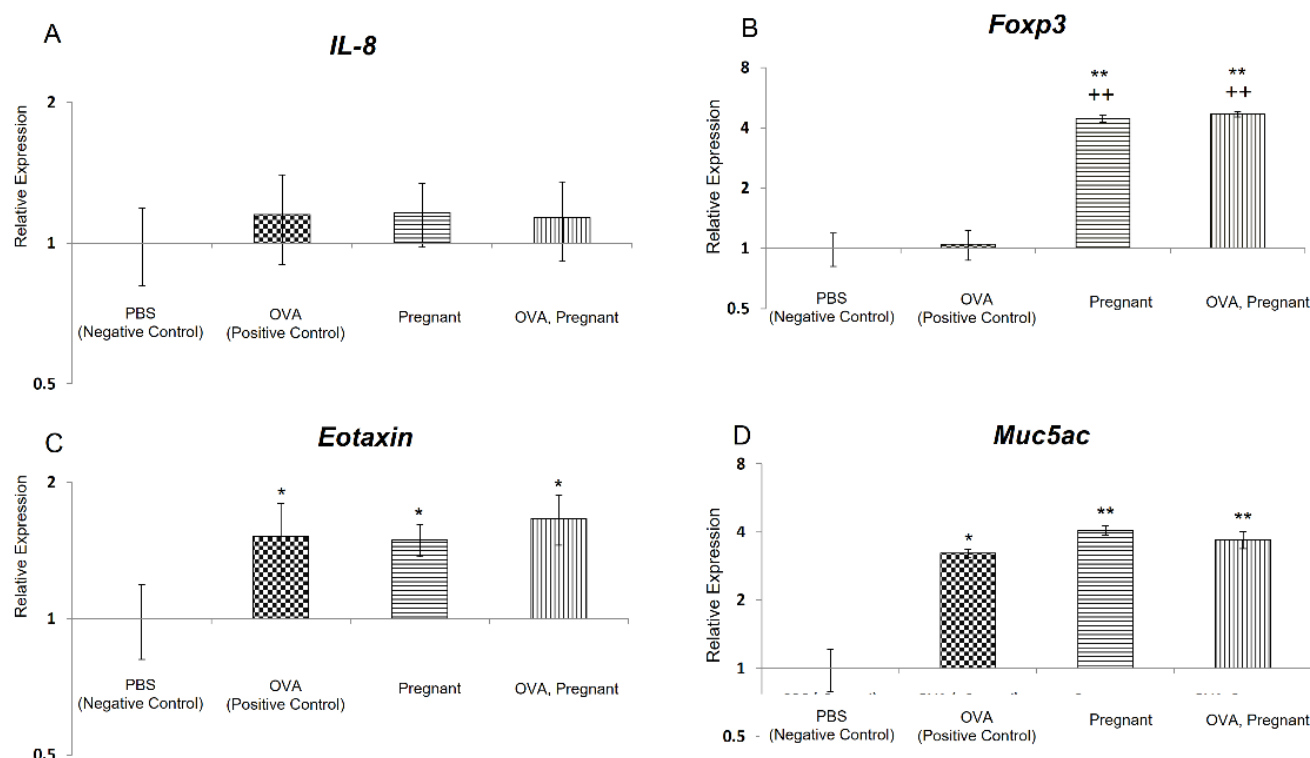 A
IL-8
2
1
0.5
Relative Expression
PBS
(Negative Control)
OVA
(Positive Control)
Pregnant
OVA, Pregnant
B
Foxp3
8
4
2
1
0.5
Relative Expression
**
++
**
++
PBS
(Negative Control)
OVA
(Positive Control)
Pregnant
OVA, Pregnant
C
Eotaxin
2
1
0.5
Relative Expression
*
*
*
PBS
(Negative Control)
OVA
(Positive Control)
Pregnant
OVA, Pregnant
D
Muc5ac
8
4
2
1
0.5
Relative Expression
*
**
**
PBS
(Negative Control)
OVA
(Positive Control)
Pregnant
OVA, Pregnant